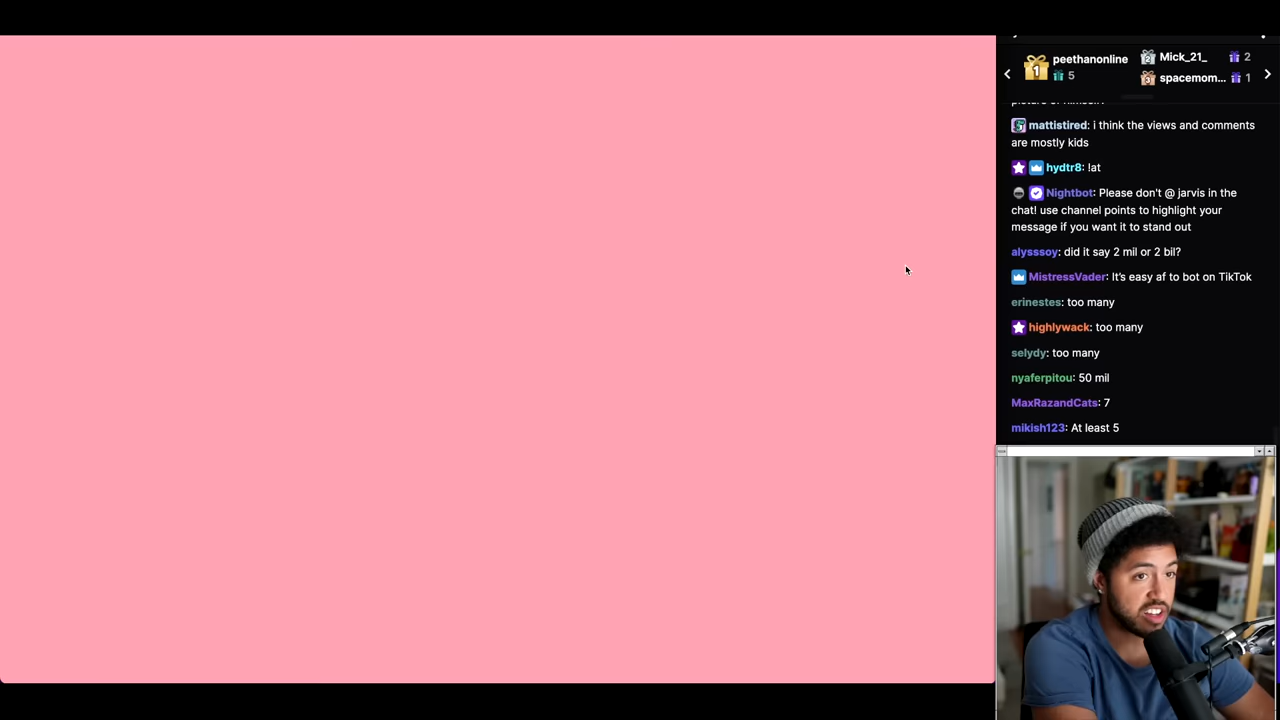 peethanonline
5
Mick_21_
2
spacemom...
1
mattistired: i think the views and comments
are mostly kids
hydtr8: !at
Nightbot: Please don't @ jarvis in the
chat! use channel points to highlight your
message if you want it to stand out
alysssoy: did it say 2 mil or 2 bil?
MistressVader: It's easy af to bot on TikTok
erinestes: too many
highlywack: too many
selydy: too many
nyaferpitou: 50 mil
MaxRazandCats: 7
mikish123: At least 5